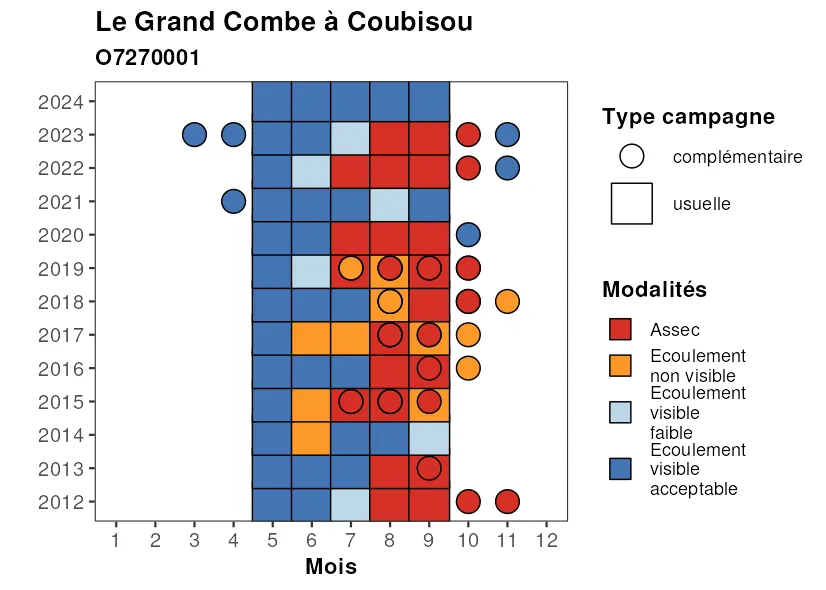 Le Grand Combe à Coubisou
O7270001
2024
2023
2022
2021
2020
2019
2018
2017
2016
2015
2014
2013
2012
1 2 3 4 5 6 7 8 9 10 11 12
Mois
Type campagne
complémentaire
usuelle
Modalités
Assec
Ecoulement
non visible
Ecoulement
visible
faible
Ecoulement
visible
acceptable